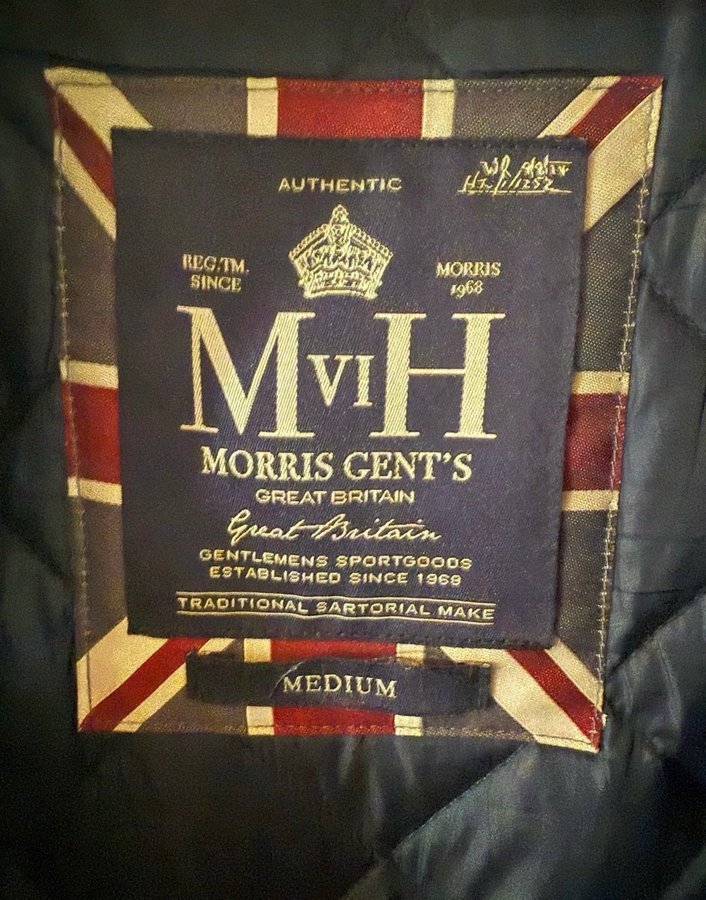 AUTHENTIC
REG.TM.
SINCE
MORRIS
1968
MVIH
MORRIS GENT'S
GREAT BRITAIN
Great Britain
GENTLEMENS SPORTGOODS
ESTABLISHED SINCE 1968
TRADITIONAL SARTORIAL MAKE
MEDIUM